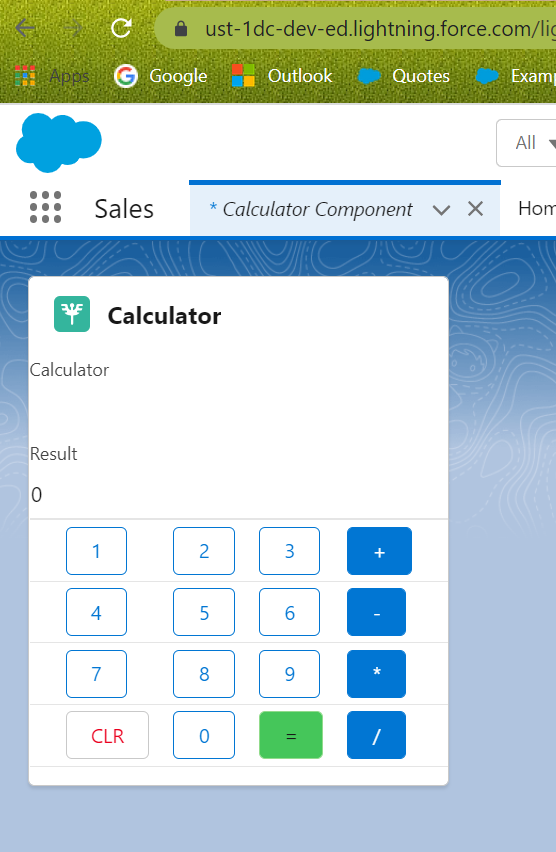 ust-1dc-dev-ed.lightning.force.com/lig
Apps Google Outlook Quotes Examp
All
Sales * Calculator Component Hom
Calculator
Calculator
Result
0
1 2 3 +
4 5 6 -
7 8 9 *
CLR 0 = /